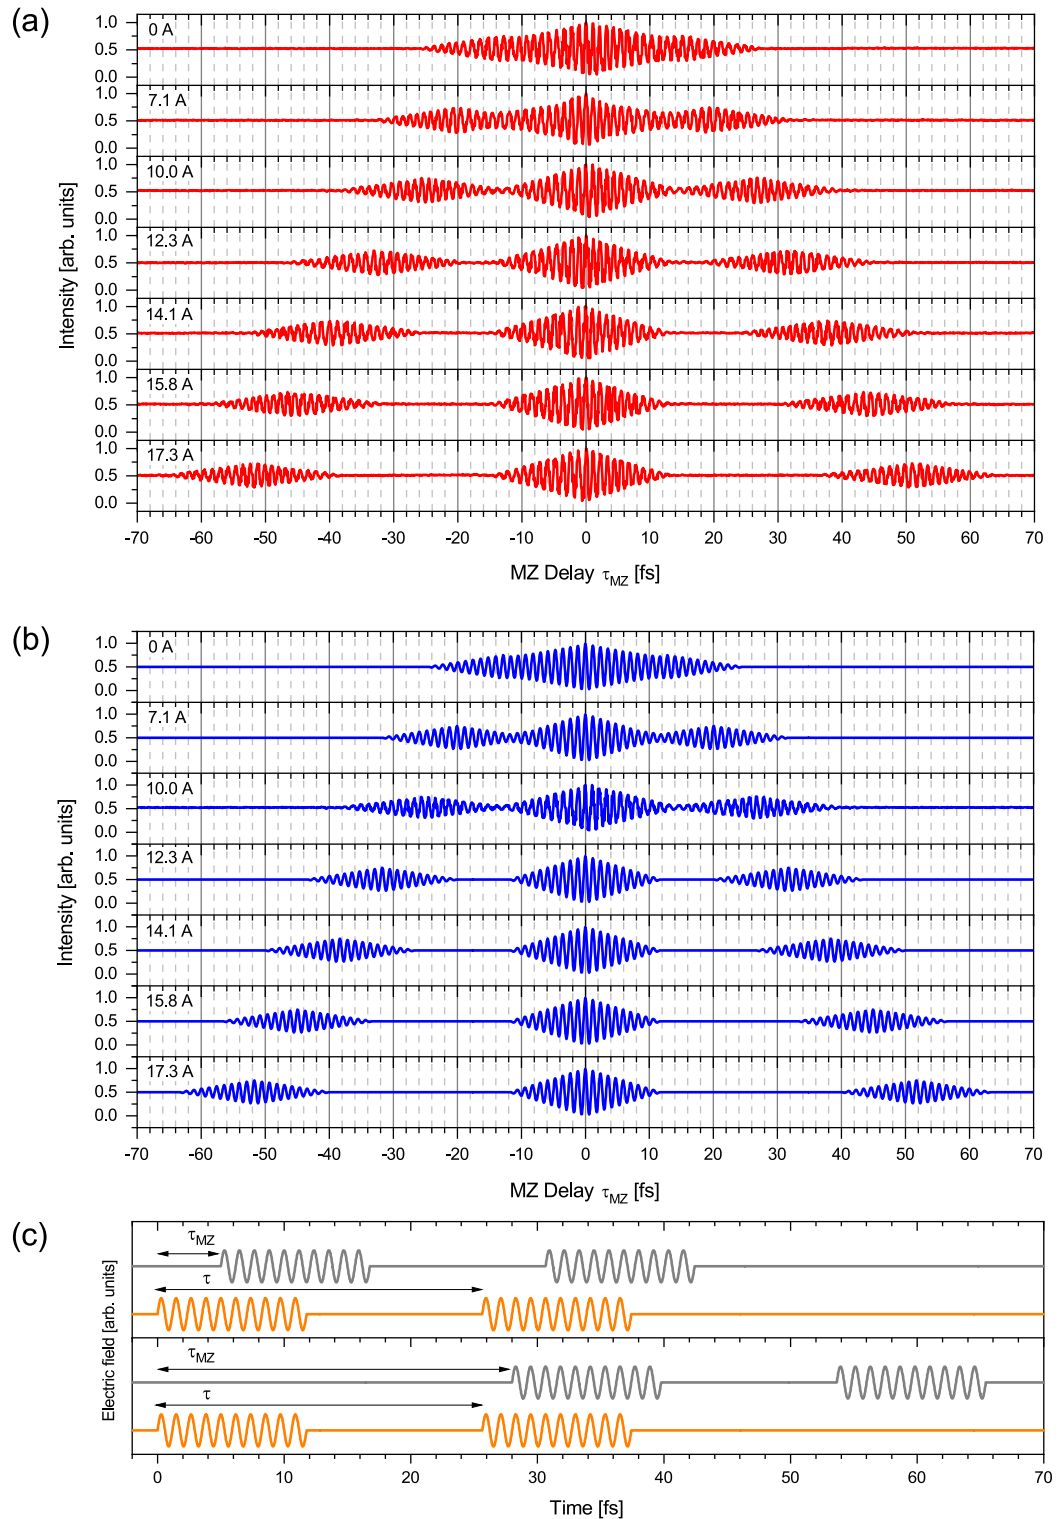 (a)
0 A
1.0
0.5
0.0
7.1 A
1.0
0.5
0.0
10.0 A
1.0
0.5
0.0
12.3 A
1.0
0.5
0.0
14.1 A
1.0
0.5
0.0
15.8 A
1.0
0.5
0.0
17.3 A
1.0
0.5
0.0
Intensity [arb. units]
-70 -60 -50 -40 -30 -20 -10 0 10 20 30 40 50 60 70
MZ Delay τMZ [fs]
(b)
0 A
1.0
0.5
0.0
7.1 A
1.0
0.5
0.0
10.0 A
1.0
0.5
0.0
12.3 A
1.0
0.5
0.0
14.1 A
1.0
0.5
0.0
15.8 A
1.0
0.5
0.0
17.3 A
1.0
0.5
0.0
Intensity [arb. units]
-70 -60 -50 -40 -30 -20 -10 0 10 20 30 40 50 60 70
MZ Delay τMZ [fs]
(c)
τMZ
τ
τMZ
τ
Electric field [arb. units]
0 10 20 30 40 50 60 70
Time [fs]